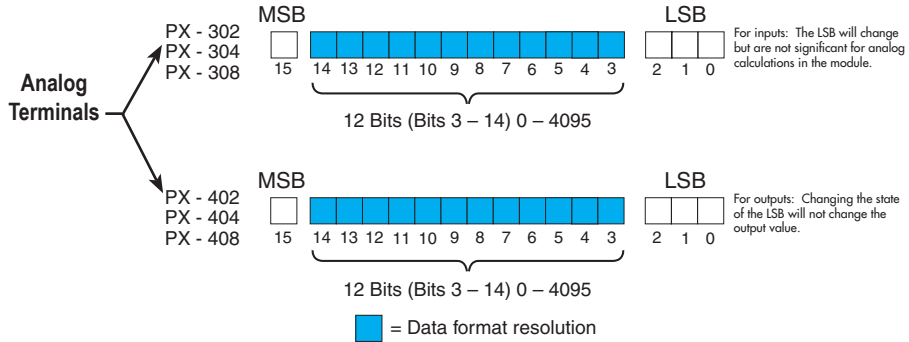 MSB
LSB
PX - 302
PX - 304
PX - 308
For inputs: The LSB will change
but are not significant for analog
calculations in the module.
15 14 13 12 11 10 9 8 7 6 5 4 3 2 1 0
12 Bits (Bits 3 – 14) 0 – 4095
Analog
Terminals
MSB
LSB
PX - 402
PX - 404
PX - 408
For outputs: Changing the state
of the LSB will not change the
output value.
15 14 13 12 11 10 9 8 7 6 5 4 3 2 1 0
12 Bits (Bits 3 – 14) 0 – 4095
= Data format resolution